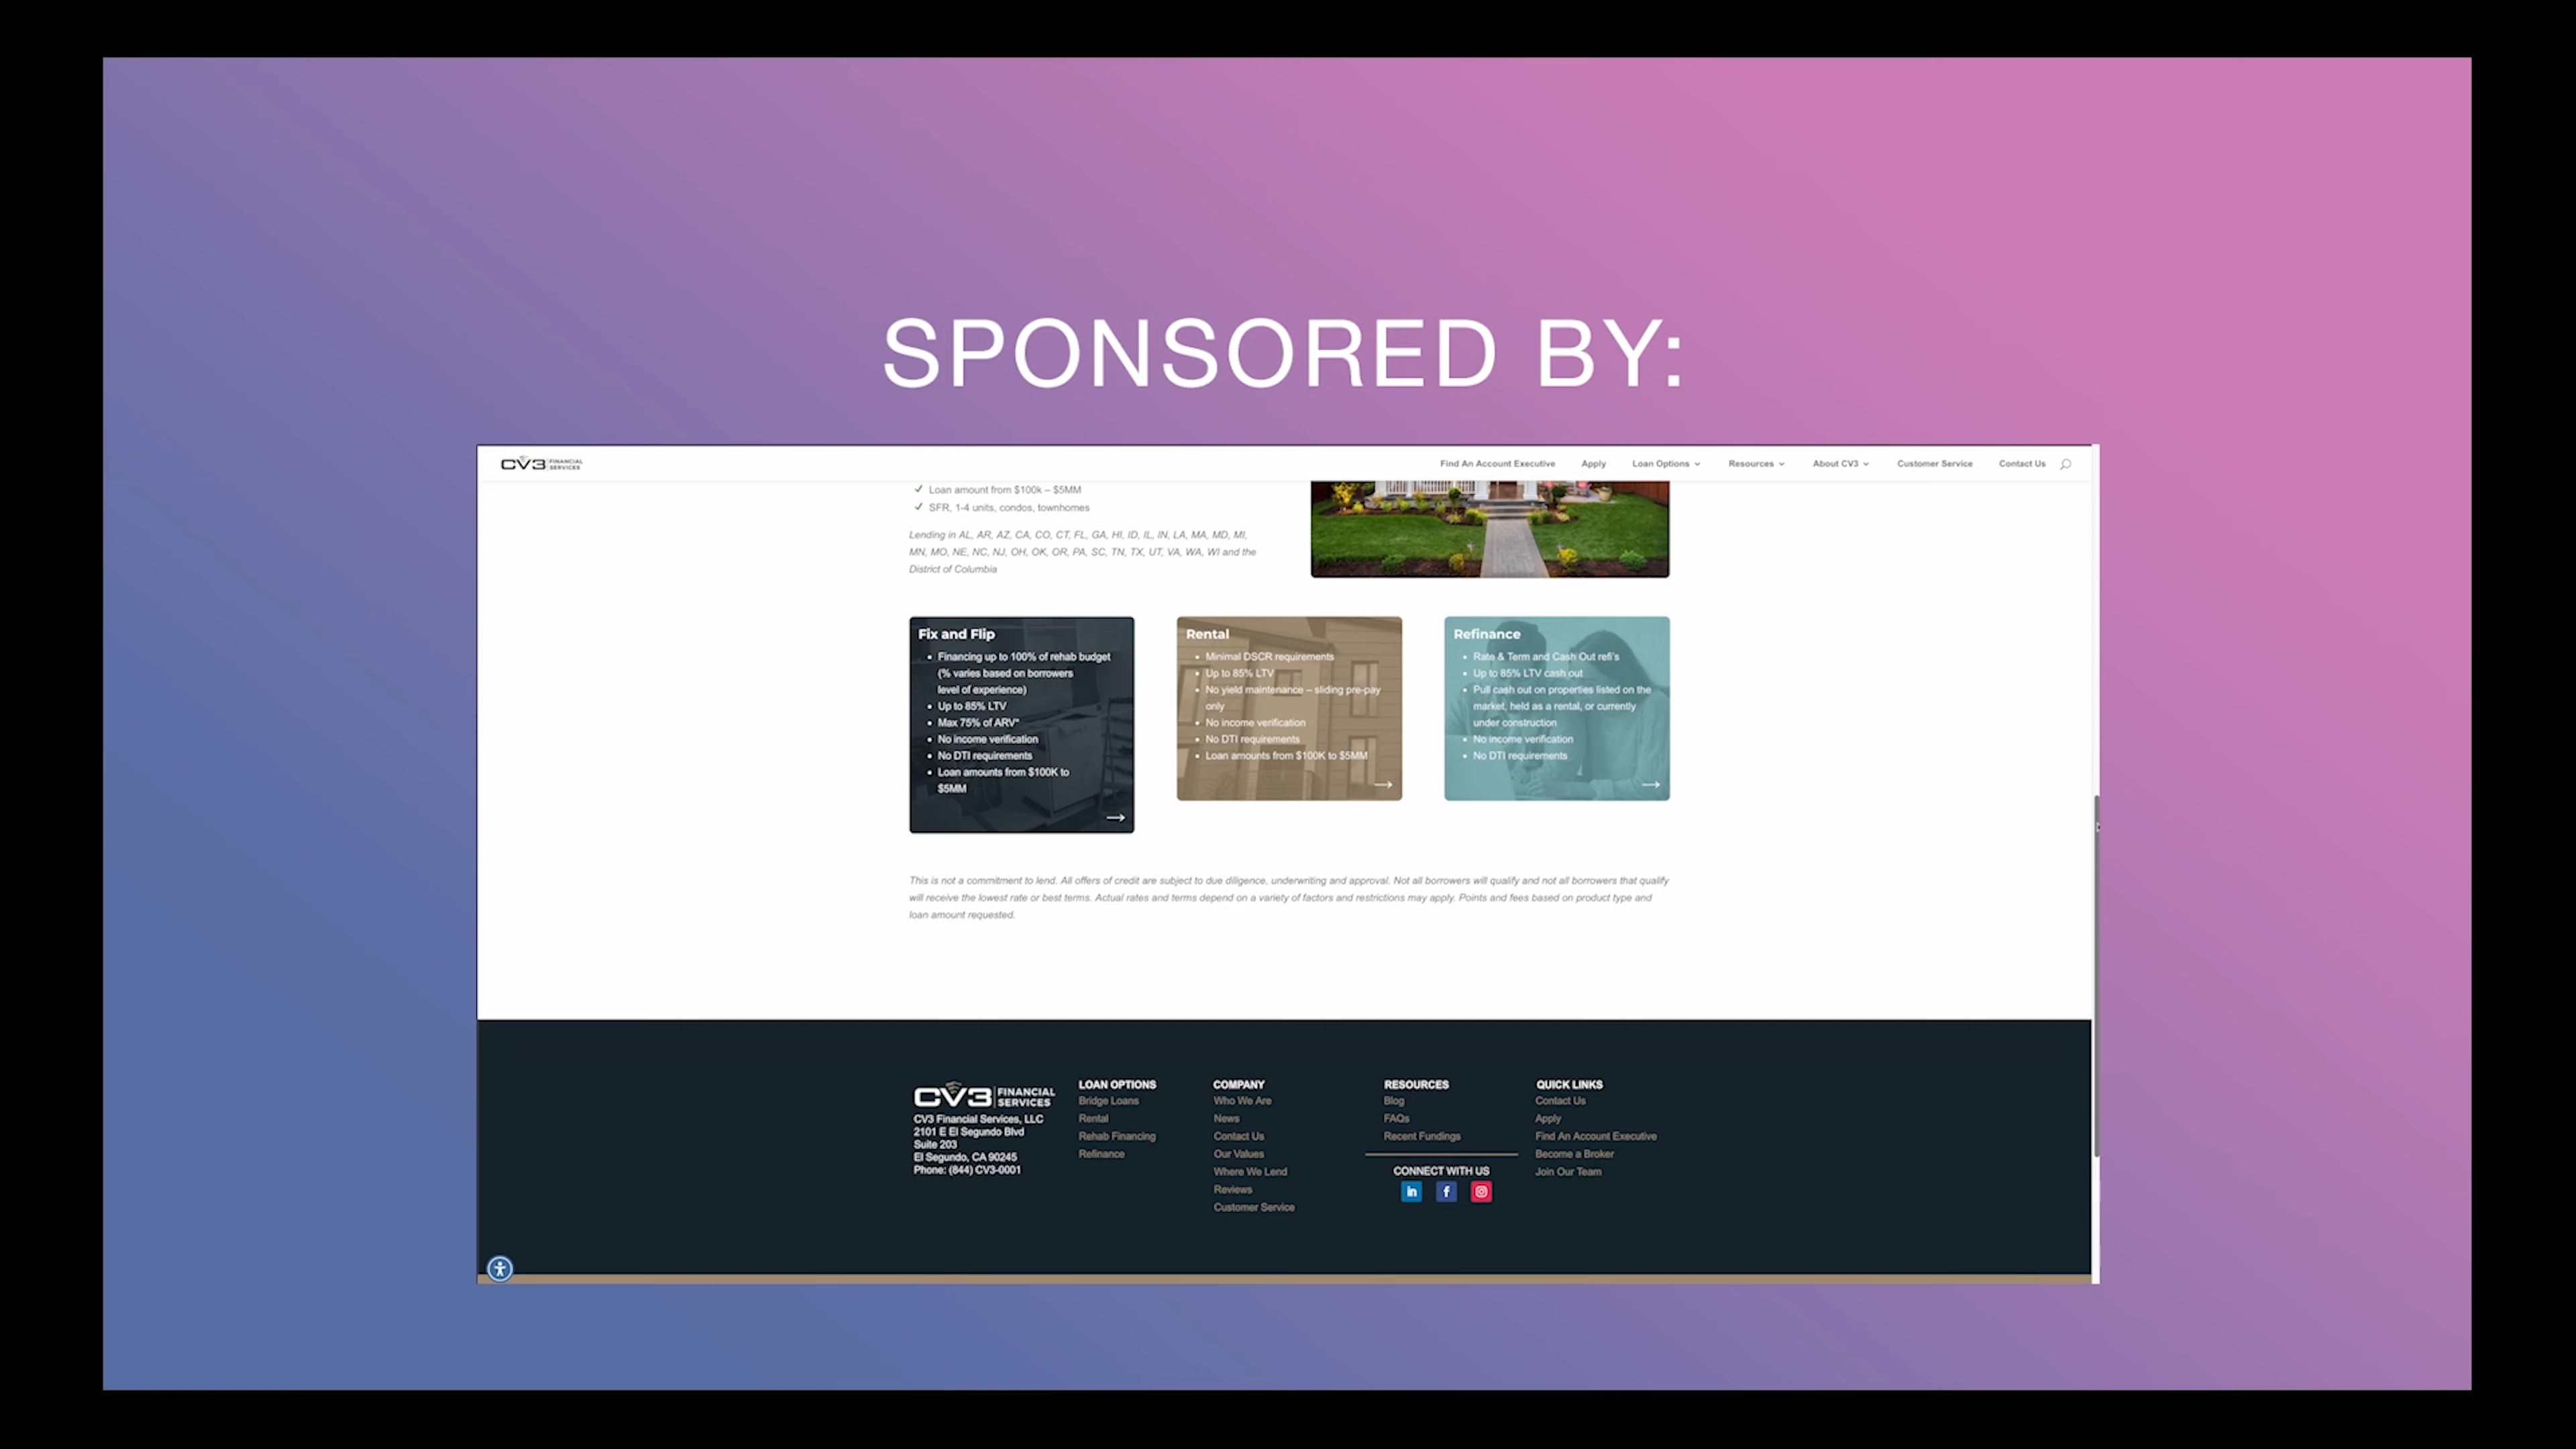 SPONSORED BY:
CV3 FINANCIAL SERVICES
Find An Account Executive Apply Loan Options Resources About CV3 Customer Service Contact Us
Loan amount from $100k – $5MM
SFR, 1-4 units, condos, townhomes
Lending in AL, AR, AZ, CA, CO, CT, FL, GA, HI, ID, IL, IN, LA, MA, MD, MI,
MN, MO, NE, NC, NJ, OH, OK, OR, PA, SC, TN, TX, UT, VA, WA, WI and the
District of Columbia
Fix and Flip
• Financing up to 100% of rehab budget
(% varies based on borrowers
level of experience)
• Up to 85% LTV
• Max 75% of ARV*
• No income verification
• No DTI requirements
• Loan amounts from $100K to
$5MM
Rental
• Minimal DSCR requirements
• Up to 85% LTV
• No yield maintenance – sliding pre-pay
only
• No income verification
• No DTI requirements
• Loan amounts from $100K to $5MM
Refinance
• Rate & Term and Cash Out refi's
• Up to 85% LTV cash out
• Pull cash out on properties listed on the
market, held as a rental, or currently
under construction
• No income verification
• No DTI requirements
This is not a commitment to lend. All offers of credit are subject to due diligence, underwriting and approval. Not all borrowers will qualify and not all borrowers that qualify
will receive the lowest rate or best terms. Actual rates and terms depend on a variety of factors and restrictions may apply. Points and fees based on product type and
loan amount requested.
CV3 FINANCIAL SERVICES
CV3 Financial Services, LLC
2101 E El Segundo Blvd
Suite 203
El Segundo, CA 90245
Phone: (844) CV3-0001
LOAN OPTIONS
Bridge Loans
Rental
Rehab Financing
Refinance
COMPANY
Who We Are
News
Contact Us
Our Values
Where We Lend
Reviews
Customer Service
RESOURCES
Blog
FAQs
Recent Fundings
CONNECT WITH US
QUICK LINKS
Contact Us
Apply
Find An Account Executive
Become a Broker
Join Our Team